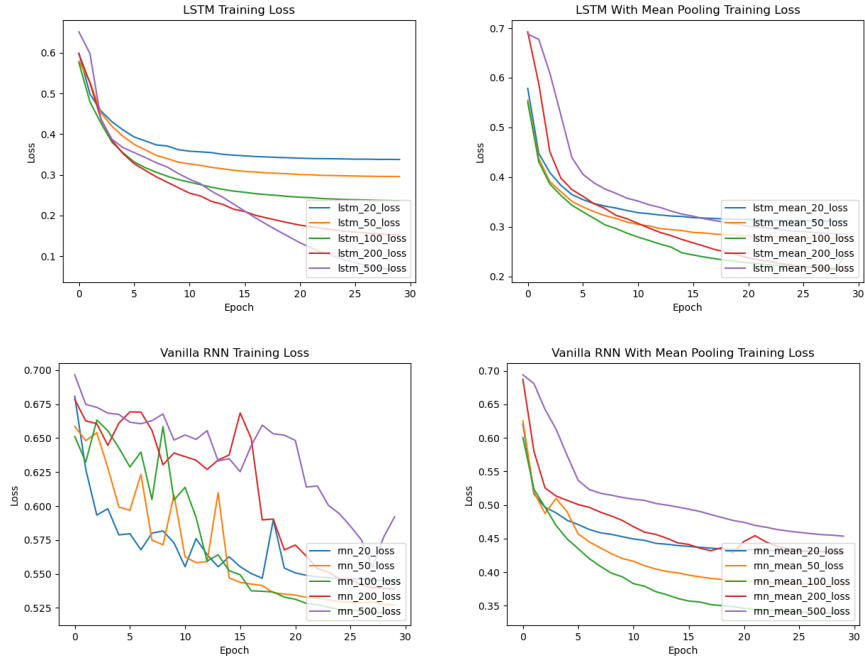 LSTM Training Loss
Loss
0.6
0.5
0.4
0.3
0.2
0.1
lstm_20_loss
lstm_50_loss
lstm_100_loss
lstm_200_loss
lstm_500_loss
0 5 10 15 20 25 30
Epoch
LSTM With Mean Pooling Training Loss
Loss
0.7
0.6
0.5
0.4
0.3
0.2
lstm_mean_20_loss
lstm_mean_50_loss
lstm_mean_100_loss
lstm_mean_200_loss
lstm_mean_500_loss
0 5 10 15 20 25 30
Epoch
Vanilla RNN Training Loss
Loss
0.700
0.675
0.650
0.625
0.600
0.575
0.550
0.525
rnn_20_loss
rnn_50_loss
rnn_100_loss
rnn_200_loss
rnn_500_loss
0 5 10 15 20 25 30
Epoch
Vanilla RNN With Mean Pooling Training Loss
Loss
0.70
0.65
0.60
0.55
0.50
0.45
0.40
0.35
rnn_mean_20_loss
rnn_mean_50_loss
rnn_mean_100_loss
rnn_mean_200_loss
rnn_mean_500_loss
0 5 10 15 20 25 30
Epoch